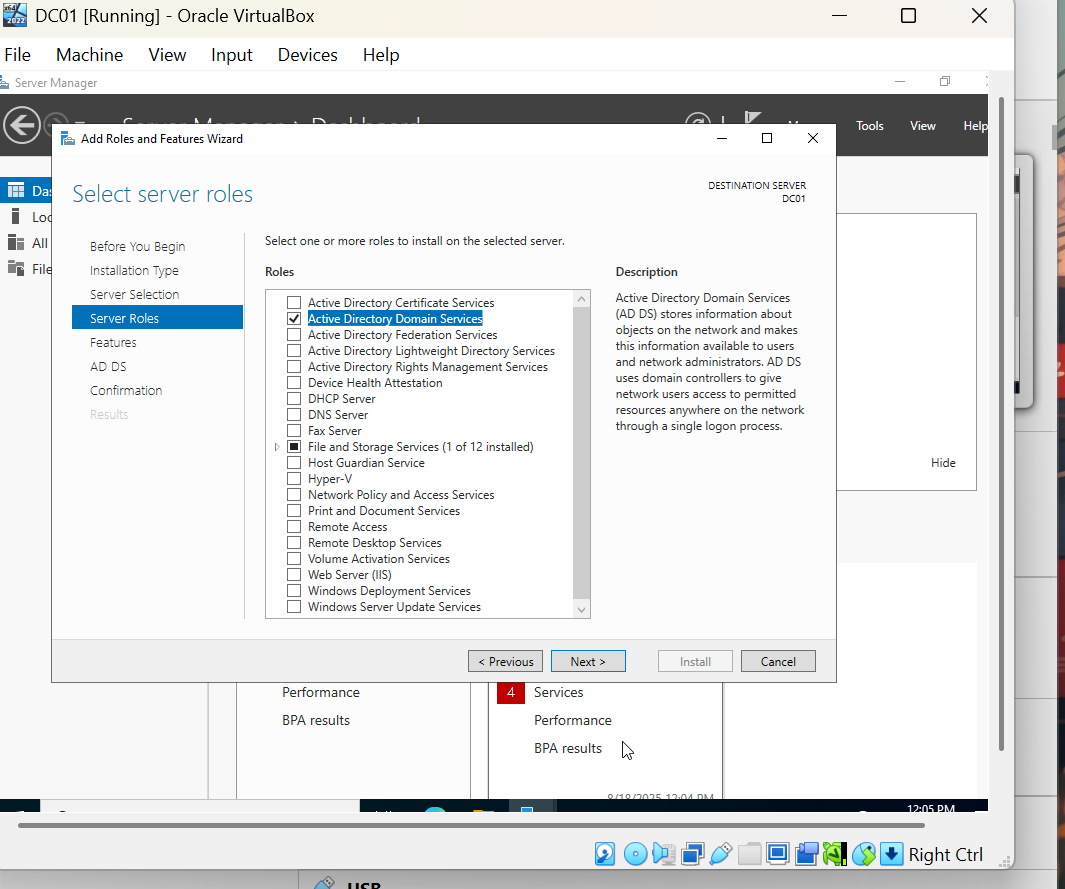 DC01 [Running] - Oracle VirtualBox
File Machine View Input Devices Help
Server Manager
Server Manager Dashboard
Tools View Help
Add Roles and Features Wizard
Select server roles
DESTINATION SERVER
DC01
Das
Loc
All
File
Before You Begin
Installation Type
Server Selection
Server Roles
Features
AD DS
Confirmation
Results
Select one or more roles to install on the selected server.
Roles
Active Directory Certificate Services
Active Directory Domain Services
Active Directory Federation Services
Active Directory Lightweight Directory Services
Active Directory Rights Management Services
Device Health Attestation
DHCP Server
DNS Server
Fax Server
File and Storage Services (1 of 12 installed)
Host Guardian Service
Hyper-V
Network Policy and Access Services
Print and Document Services
Remote Access
Remote Desktop Services
Volume Activation Services
Web Server (IIS)
Windows Deployment Services
Windows Server Update Services
Description
Active Directory Domain Services
(AD DS) stores information about
objects on the network and makes
this information available to users
and network administrators. AD DS
uses domain controllers to give
network users access to permitted
resources anywhere on the network
through a single logon process.
Hide
< Previous
Next >
Install
Cancel
Performance
BPA results
4 Services
Performance
BPA results
8/18/2025 12:04 PM
12:05 PM
Right Ctrl
USB